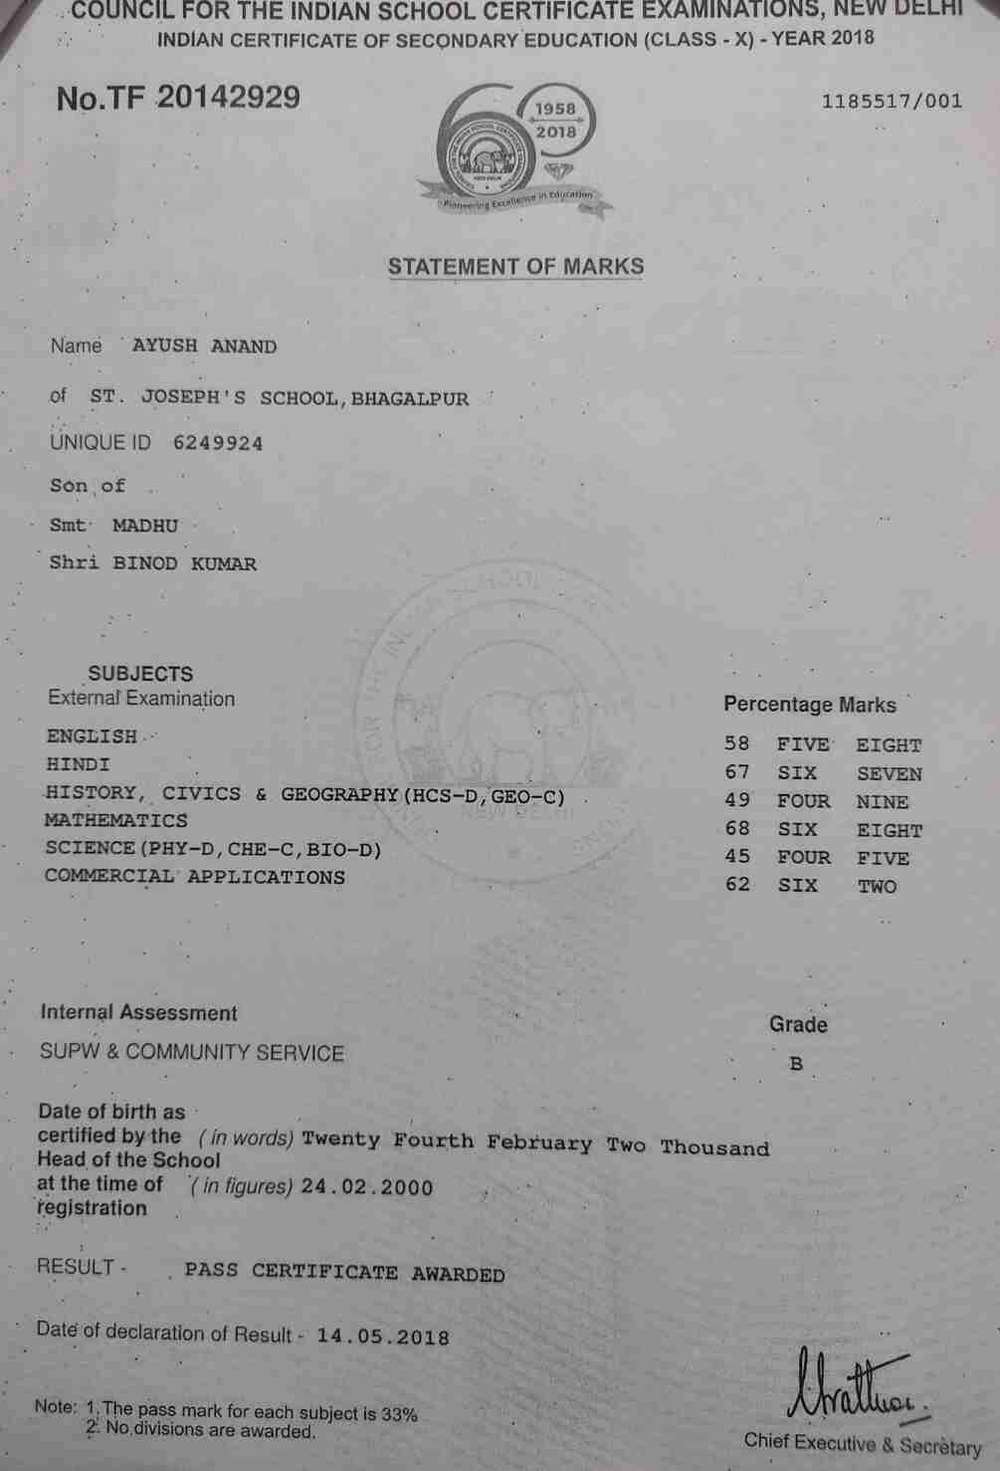 COUNCIL FOR THE INDIAN SCHOOL CERTIFICATE EXAMINATIONS, NEW DELHI
INDIAN CERTIFICATE OF SECONDARY EDUCATION (CLASS - X) - YEAR 2018
No.TF 20142929
1185517/001
60
1958
2018
Pioneering Excellence in Education
STATEMENT OF MARKS
Name AYUSH ANAND
of ST. JOSEPH'S SCHOOL,BHAGALPUR
UNIQUE ID 6249924
Son of
Smt MADHU
Shri BINOD KUMAR
SUBJECTS
External Examination Percentage Marks
ENGLISH 58 FIVE EIGHT
HINDI 67 SIX SEVEN
HISTORY, CIVICS & GEOGRAPHY(HCS-D,GEO-C) 49 FOUR NINE
MATHEMATICS 68 SIX EIGHT
SCIENCE(PHY-D,CHE-C,BIO-D) 45 FOUR FIVE
COMMERCIAL APPLICATIONS 62 SIX TWO
NEW DELHI
Internal Assessment Grade
SUPW & COMMUNITY SERVICE B
Date of birth as
certified by the (in words) Twenty Fourth February Two Thousand
Head of the School
at the time of (in figures) 24.02.2000
registration
RESULT - PASS CERTIFICATE AWARDED
Date of declaration of Result - 14.05.2018
Note: 1. The pass mark for each subject is 33%
2. No divisions are awarded.
Chief Executive & Secretary